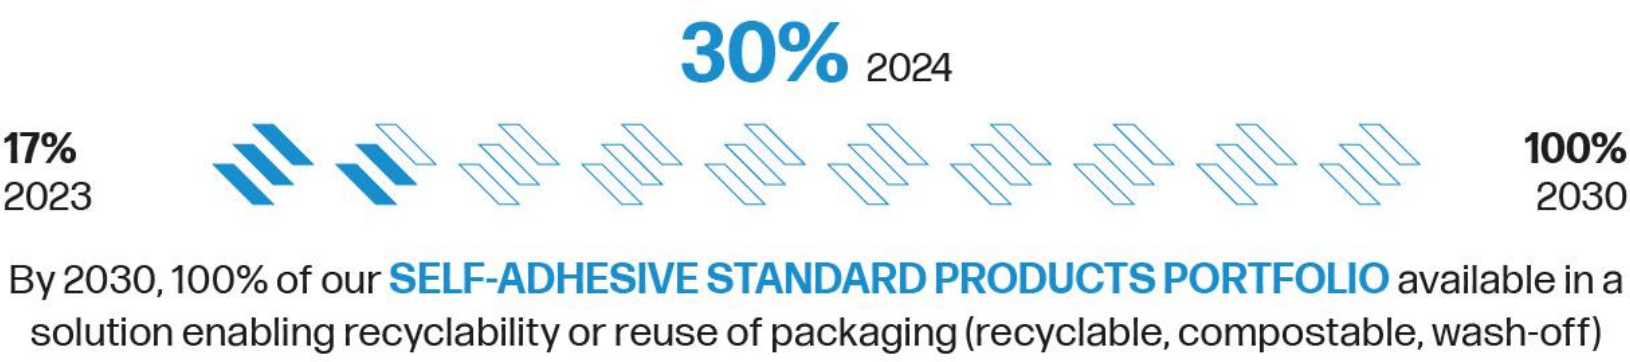 30% 2024
17%
2023
100%
2030
By 2030, 100% of our SELF-ADHESIVE STANDARD PRODUCTS PORTFOLIO available in a
solution enabling recyclability or reuse of packaging (recyclable, compostable, wash-off)